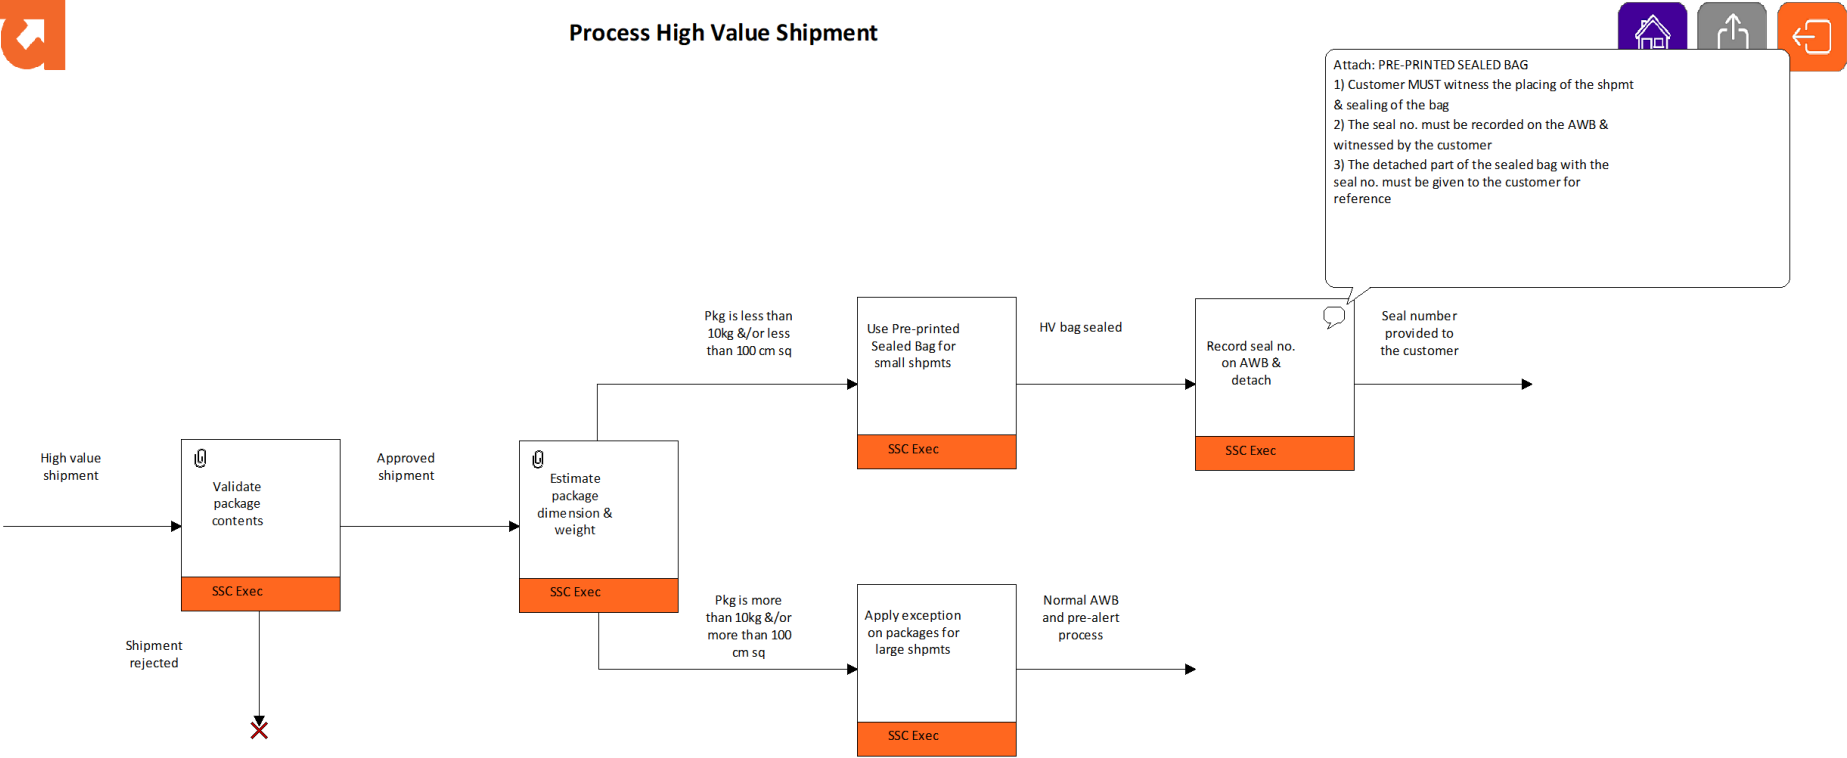 Process High Value Shipment
Attach: PRE-PRINTED SEALED BAG
1) Customer MUST witness the placing of the shpmt
& sealing of the bag
2) The seal no. must be recorded on the AWB &
witnessed by the customer
3) The detached part of the sealed bag with the
seal no. must be given to the customer for
reference
Pkg is less than
10kg &/or less
than 100 cm sq
Use Pre-printed
Sealed Bag for
small shpmts
SSC Exec
HV bag sealed
Record seal no.
on AWB &
detach
SSC Exec
Seal number
provided to
the customer
High value
shipment
Validate
package
contents
SSC Exec
Approved
shipment
Estimate
package
dimension &
weight
SSC Exec
Shipment
rejected
Pkg is more
than 10kg &/or
more than 100
cm sq
Apply exception
on packages for
large shpmts
SSC Exec
Normal AWB
and pre-alert
process